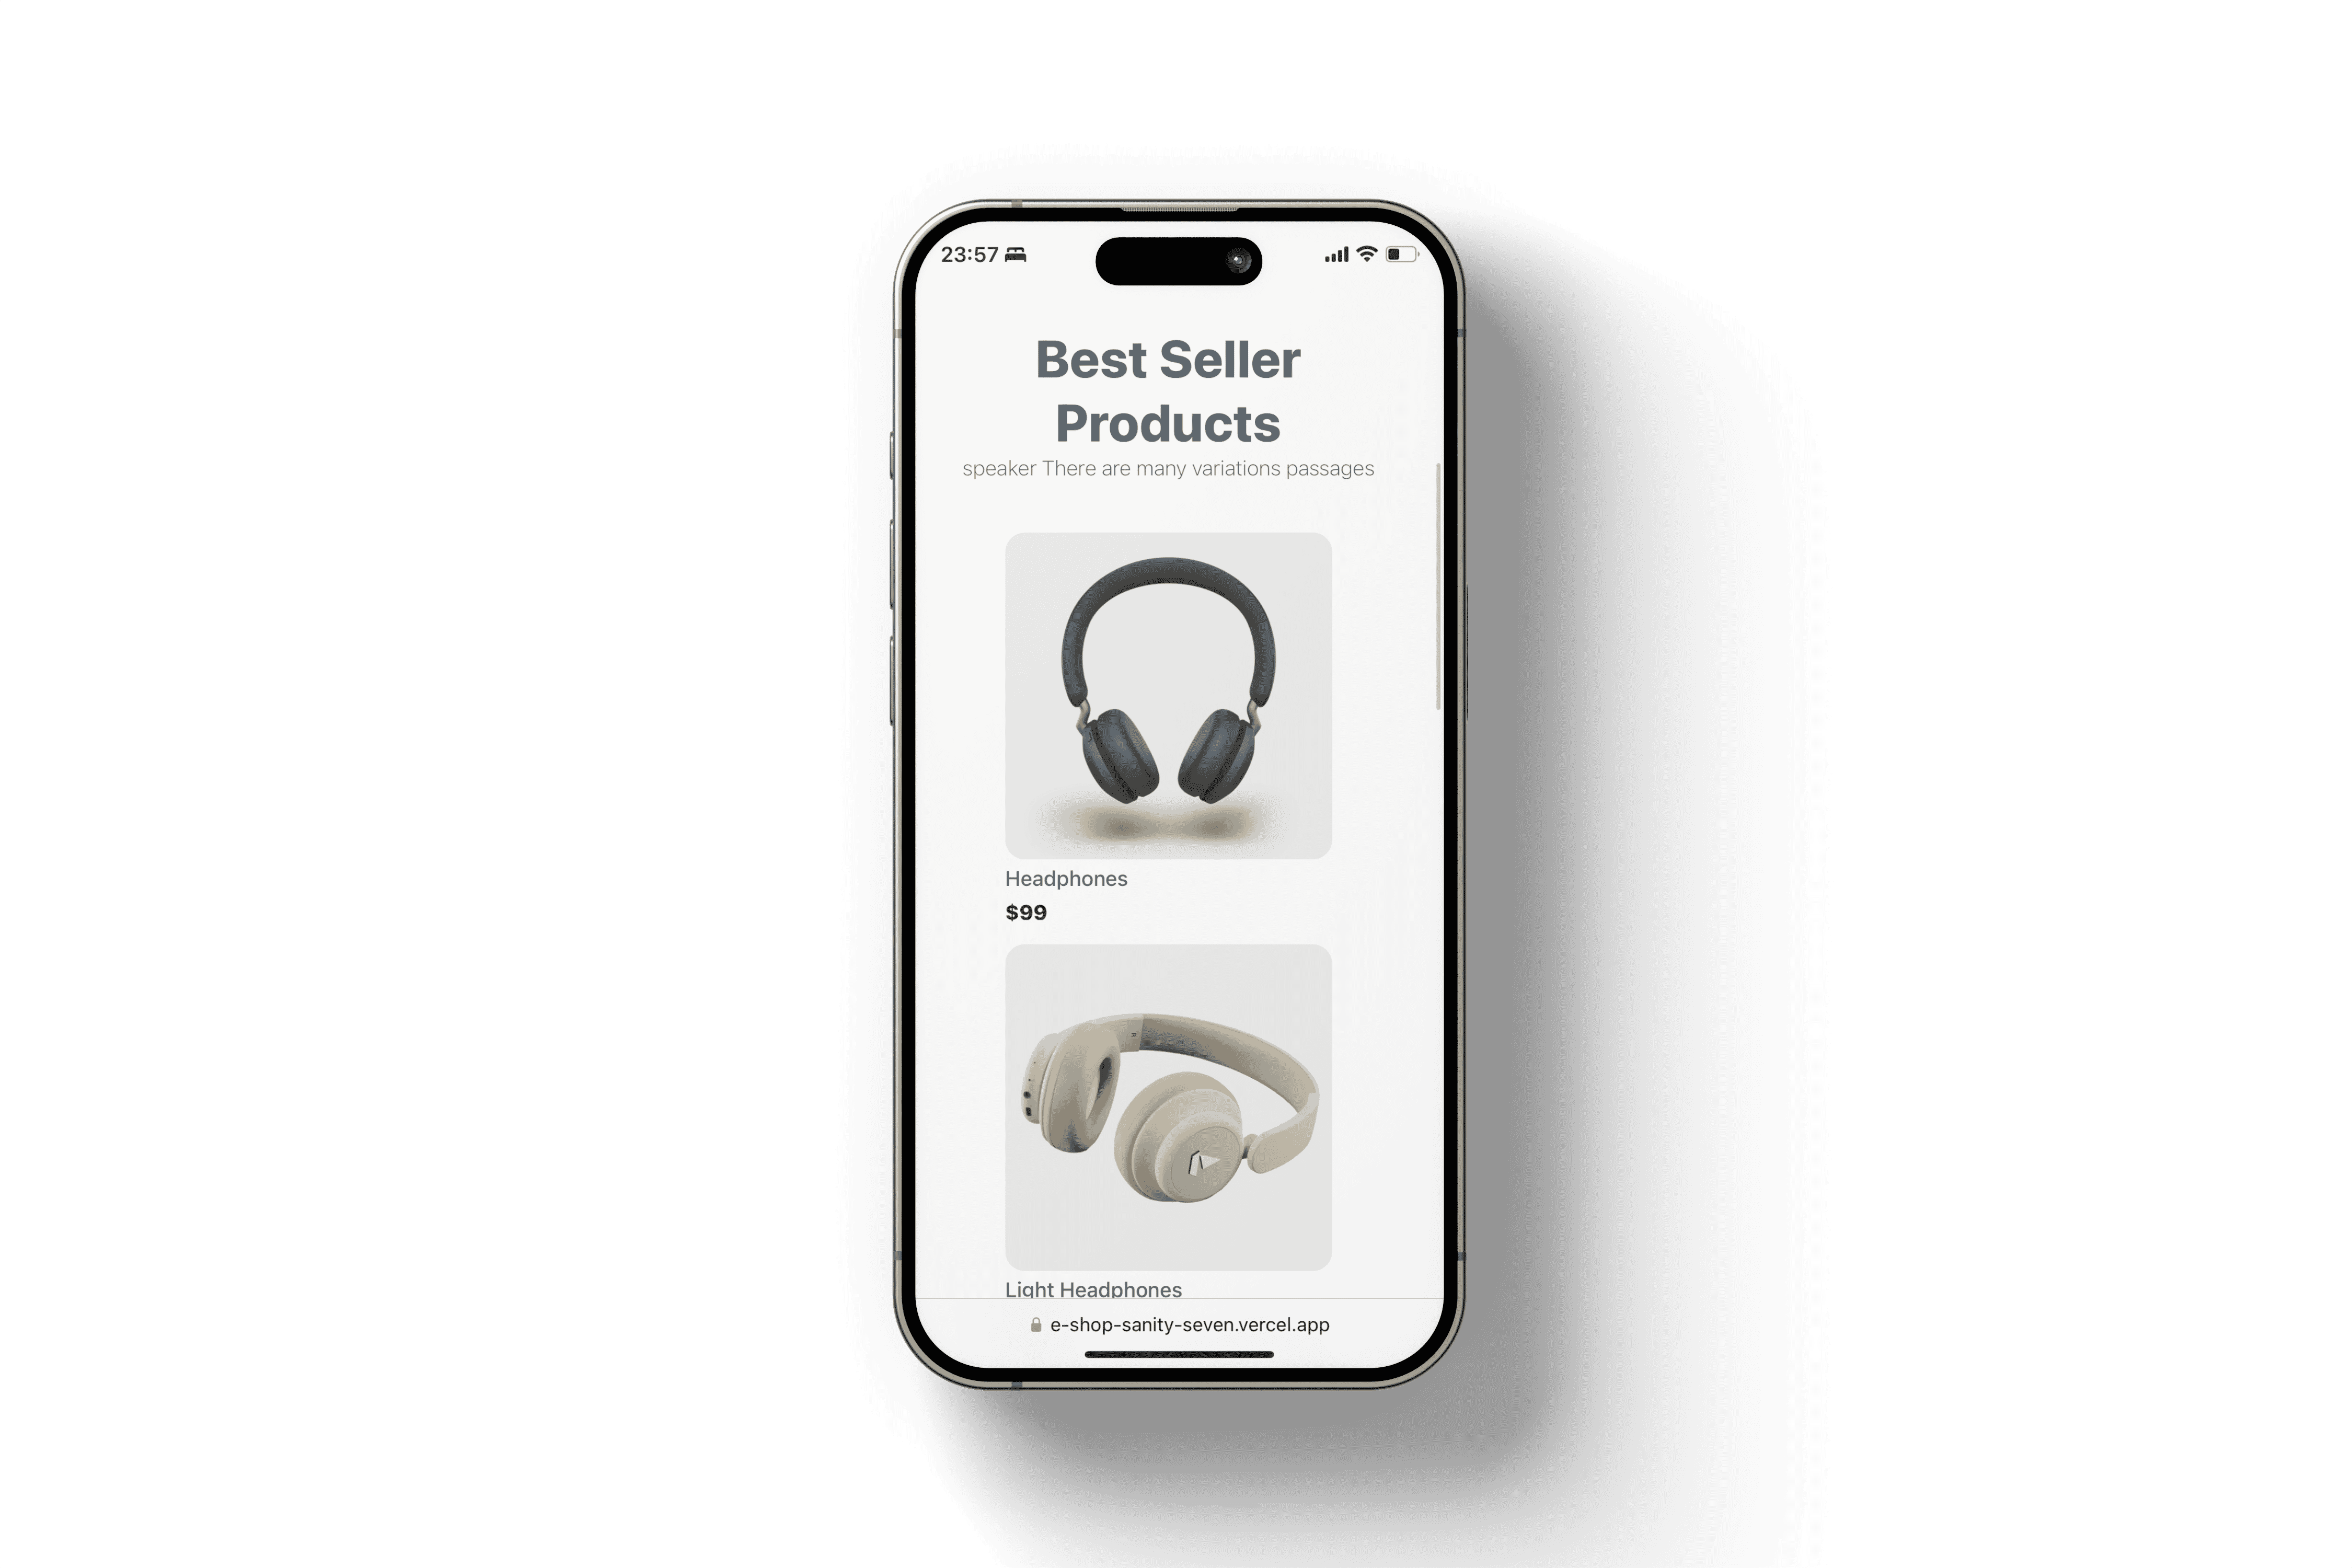 23:57
Best Seller
Products
speaker There are many variations passages
Headphones
$99
Light Headphones
e-shop-sanity-seven.vercel.app